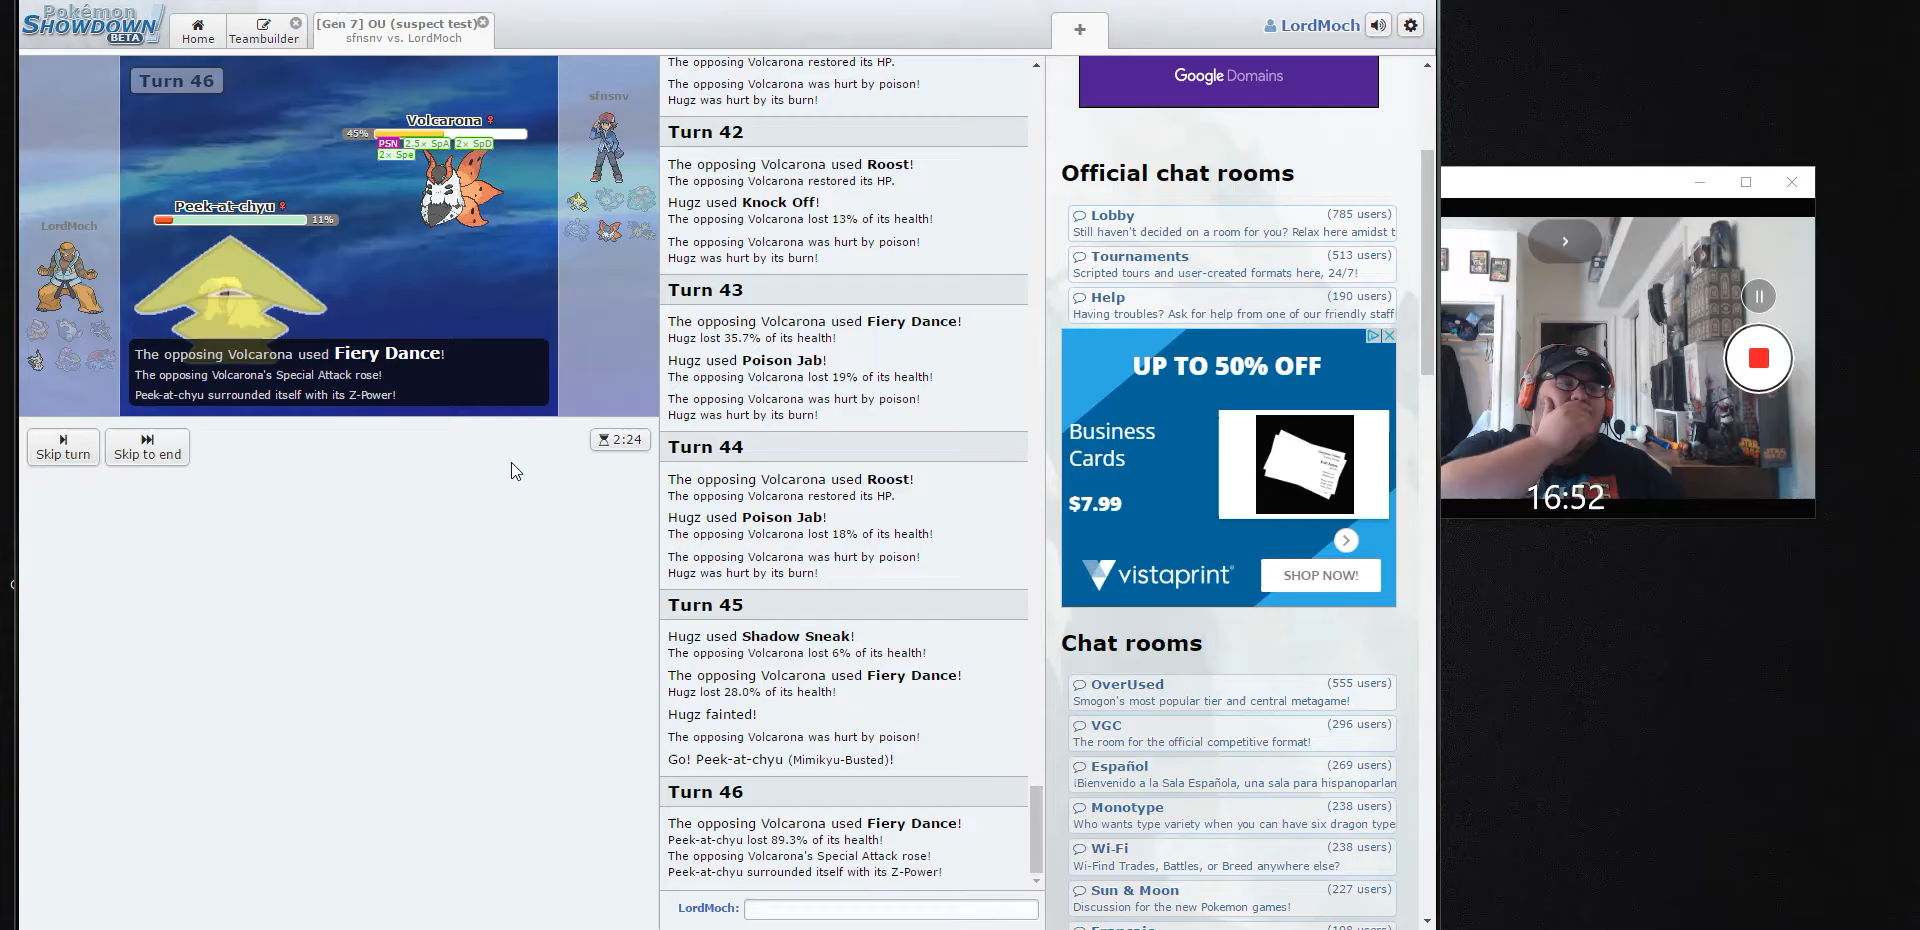 Pokémon
SHOWDOWN!
BETA
Home
Teambuilder
[Gen 7] OU (suspect test)
sfnsnv vs. LordMoch
+
LordMoch
Turn 46
Volcarona ♀
45%
PSN 2.5× SpA 2× SpD
2× Spe
Peek-at-chyu ♀
11%
LordMoch
sfnsnv
The opposing Volcarona used Fiery Dance!
The opposing Volcarona's Special Attack rose!
Peek-at-chyu surrounded itself with its Z-Power!
Skip turn
Skip to end
2:24
The opposing Volcarona restored its HP.
The opposing Volcarona was hurt by poison!
Hugz was hurt by its burn!
Turn 42
The opposing Volcarona used Roost!
The opposing Volcarona restored its HP.
Hugz used Knock Off!
The opposing Volcarona lost 13% of its health!
The opposing Volcarona was hurt by poison!
Hugz was hurt by its burn!
Turn 43
The opposing Volcarona used Fiery Dance!
Hugz lost 35.7% of its health!
Hugz used Poison Jab!
The opposing Volcarona lost 19% of its health!
The opposing Volcarona was hurt by poison!
Hugz was hurt by its burn!
Turn 44
The opposing Volcarona used Roost!
The opposing Volcarona restored its HP.
Hugz used Poison Jab!
The opposing Volcarona lost 18% of its health!
The opposing Volcarona was hurt by poison!
Hugz was hurt by its burn!
Turn 45
Hugz used Shadow Sneak!
The opposing Volcarona lost 6% of its health!
The opposing Volcarona used Fiery Dance!
Hugz lost 28.0% of its health!
Hugz fainted!
The opposing Volcarona was hurt by poison!
Go! Peek-at-chyu (Mimikyu-Busted)!
Turn 46
The opposing Volcarona used Fiery Dance!
Peek-at-chyu lost 89.3% of its health!
The opposing Volcarona's Special Attack rose!
Peek-at-chyu surrounded itself with its Z-Power!
LordMoch:
Google Domains
Official chat rooms
Lobby (785 users)
Still haven't decided on a room for you? Relax here amidst t
Tournaments (513 users)
Scripted tours and user-created formats here, 24/7!
Help (190 users)
Having troubles? Ask for help from one of our friendly staff
UP TO 50% OFF
Business
Cards
$7.99
vistaprint
SHOP NOW!
Chat rooms
OverUsed (555 users)
Smogon's most popular tier and central metagame!
VGC (296 users)
The room for the official competitive format!
Español (269 users)
¡Bienvenido a la Sala Española, una sala para hispanoparlan
Monotype (238 users)
Who wants type variety when you can have six dragon type
Wi-Fi (238 users)
Wi-Find Trades, Battles, or Breed anywhere else?
Sun & Moon (227 users)
Discussion for the new Pokemon games!
16:52